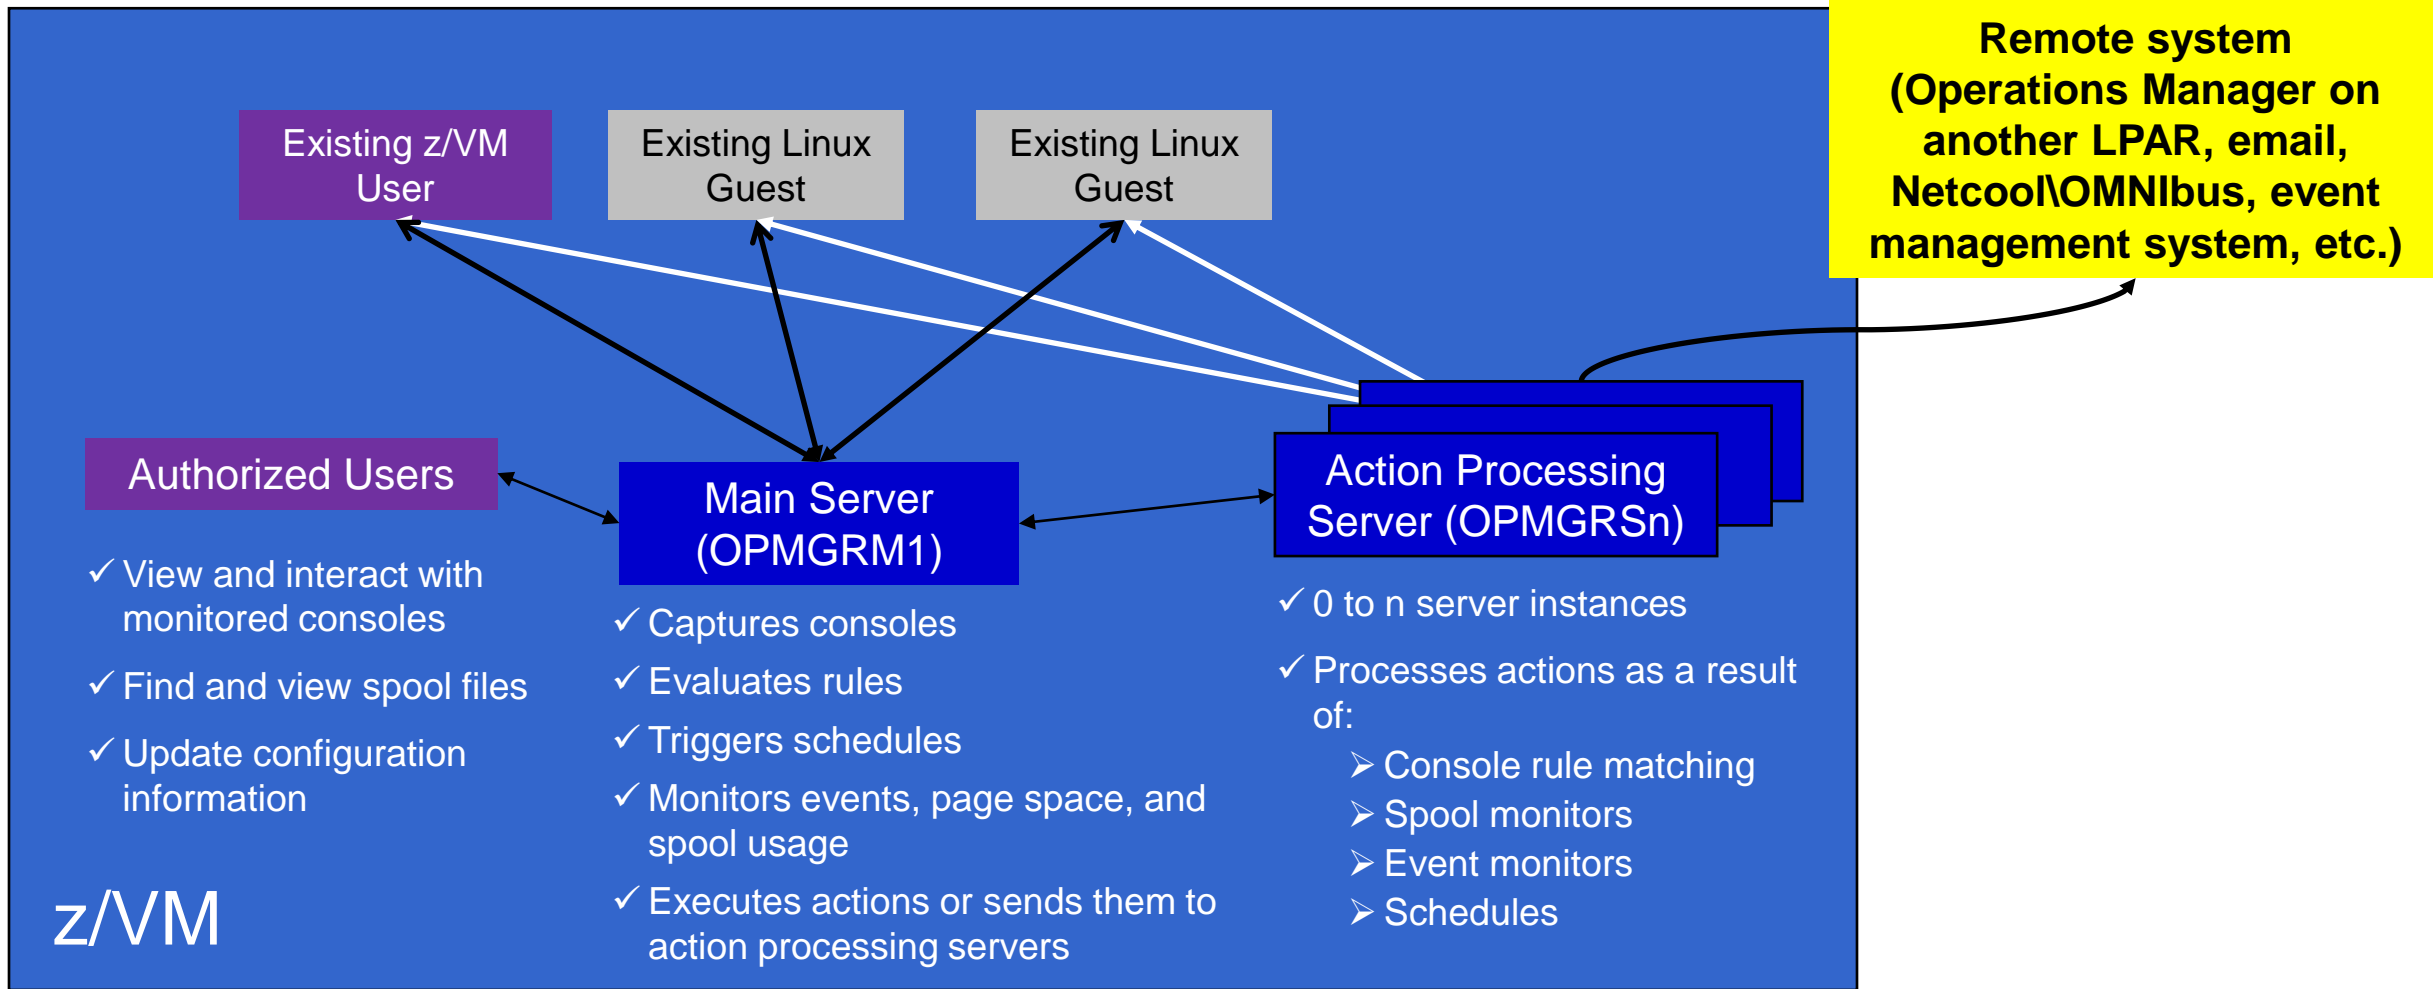 Remote system
(Operations Manager on
another LPAR, email,
Netcool\OMNIbus, event
management system, etc.)
Existing z/VM
User
Existing Linux
Guest
Existing Linux
Guest
Authorized Users
✓ View and interact with
monitored consoles
✓ Find and view spool files
✓ Update configuration
information
Main Server
(OPMGRM1)
✓ Captures consoles
✓ Evaluates rules
✓ Triggers schedules
✓ Monitors events, page space, and
spool usage
✓ Executes actions or sends them to
action processing servers
Action Processing
Server (OPMGRSn)
✓ 0 to n server instances
✓ Processes actions as a result
of:
➢ Console rule matching
➢ Spool monitors
➢ Event monitors
➢ Schedules
z/VM